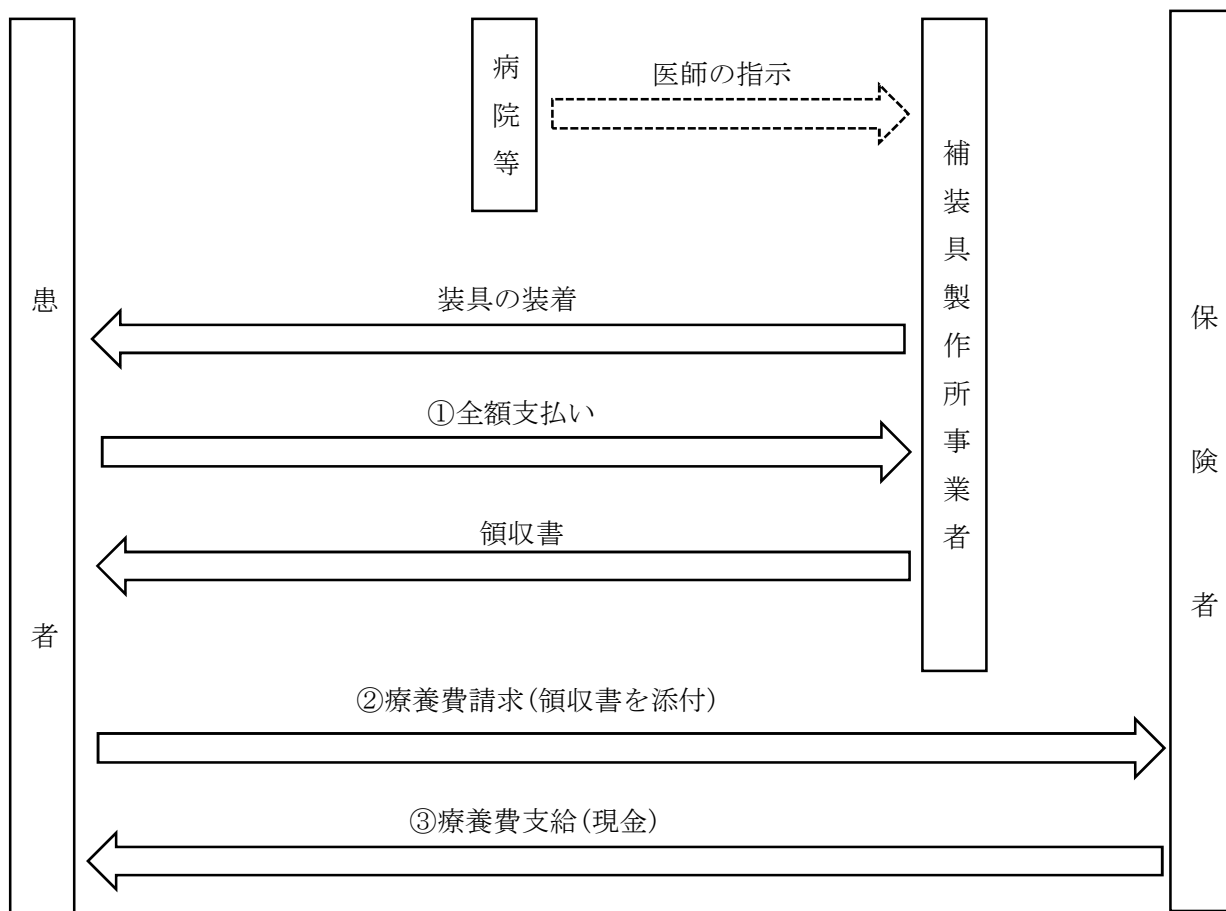 病院等
医師の指示
補装具製作所事業者
患者
保険者
装具の装着
①全額支払い
領収書
②療養費請求(領収書を添付)
③療養費支給(現金)